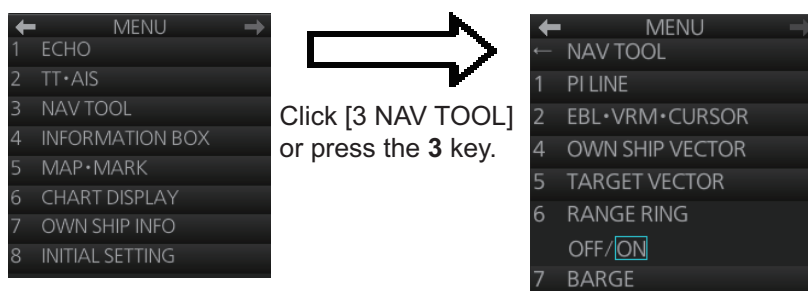 ← MENU →
1 ECHO
2 TT・AIS
3 NAV TOOL
4 INFORMATION BOX
5 MAP・MARK
6 CHART DISPLAY
7 OWN SHIP INFO
8 INITIAL SETTING
Click [3 NAV TOOL]
or press the 3 key.
← MENU →
← NAV TOOL
1 PI LINE
2 EBL・VRM・CURSOR
4 OWN SHIP VECTOR
5 TARGET VECTOR
6 RANGE RING
OFF/ON
7 BARGE